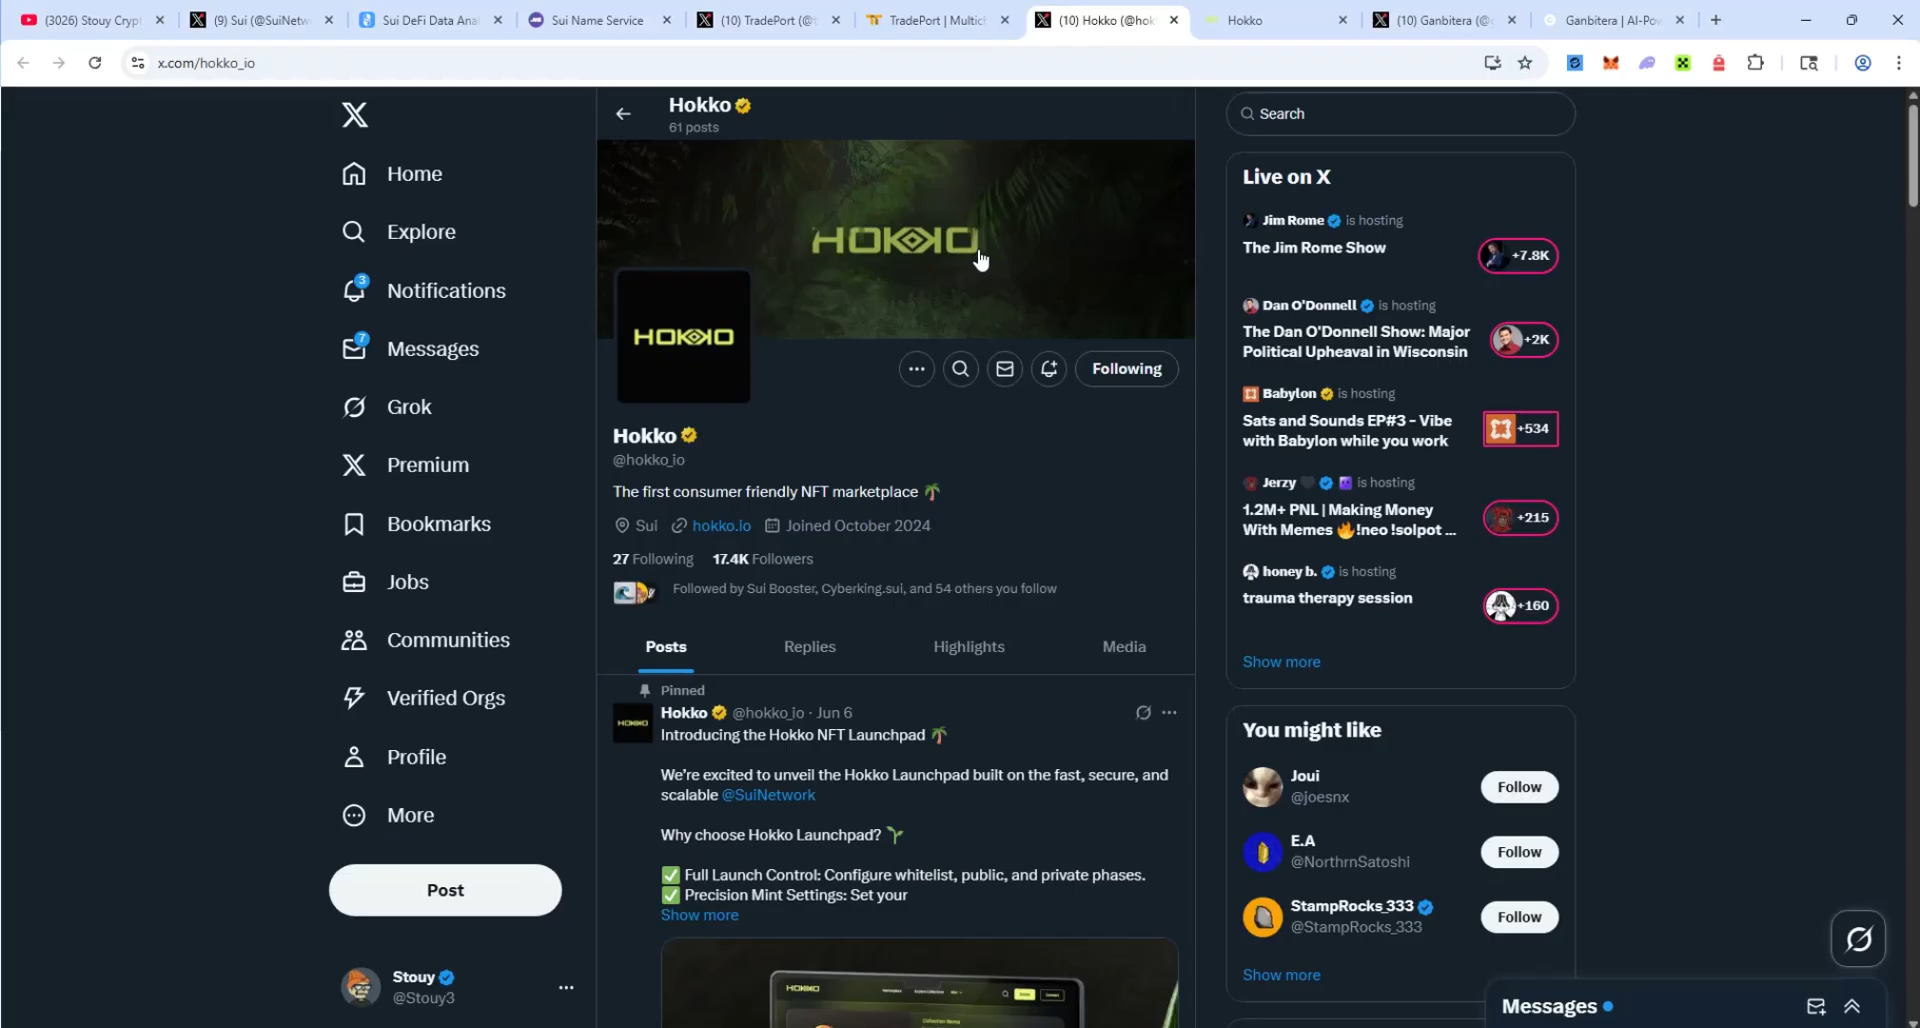 (3026) Stouy Crypt
(9) Sui (@SuiNetw
Sui DeFi Data Ana
Sui Name Service
(10) TradePort (@t
TradePort | Multich
(10) Hokko (@hok
Hokko
(10) Ganbitera (@
Ganbitera | AI-Pov
x.com/hokko_io
Hokko
61 posts
Search
Home
Explore
3
Notifications
7
Messages
Grok
Premium
Bookmarks
Jobs
Communities
Verified Orgs
Profile
More
Post
Stouy
@Stouy3
HOKKO
HOKKO
Following
Hokko
@hokko_io
The first consumer friendly NFT marketplace 🌴
Sui hokko.io Joined October 2024
27 Following 17.4K Followers
Followed by Sui Booster, Cyberking.sui, and 54 others you follow
Posts Replies Highlights Media
Pinned
HOKKO
Hokko @hokko_io · Jun 6
Introducing the Hokko NFT Launchpad 🌴
We're excited to unveil the Hokko Launchpad built on the fast, secure, and
scalable @SuiNetwork
Why choose Hokko Launchpad? 🌱
✅ Full Launch Control: Configure whitelist, public, and private phases.
✅ Precision Mint Settings: Set your
Show more
HOKKO
Live on X
Jim Rome is hosting
The Jim Rome Show
+7.8K
Dan O'Donnell is hosting
The Dan O'Donnell Show: Major
Political Upheaval in Wisconsin
+2K
Babylon is hosting
Sats and Sounds EP#3 - Vibe
with Babylon while you work
+534
Jerzy 🖤 is hosting
1.2M+ PNL | Making Money
With Memes 🔥!neo !solpot ...
+215
honey b. is hosting
trauma therapy session
+160
Show more
You might like
Joui
@joesnx
Follow
E.A
@NorthrnSatoshi
Follow
StampRocks_333
@StampRocks_333
Follow
Show more
Messages